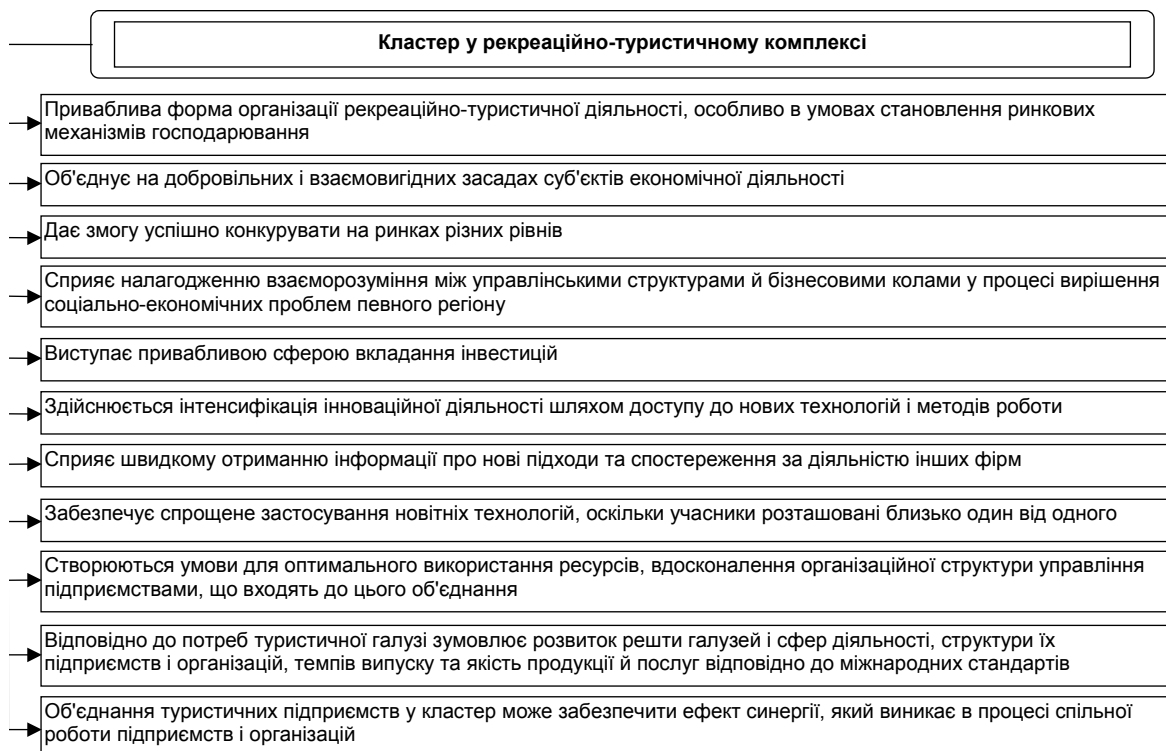 Кластер у рекреаційно-туристичному комплексі
Приваблива форма організації рекреаційно-туристичної діяльності, особливо в умовах становлення ринкових
механізмів господарювання
Об'єднує на добровільних і взаємовигідних засадах суб'єктів економічної діяльності
Дає змогу успішно конкурувати на ринках різних рівнів
Сприяє налагодженню взаєморозуміння між управлінськими структурами й бізнесовими колами у процесі вирішення
соціально-економічних проблем певного регіону
Виступає привабливою сферою вкладання інвестицій
Здійснюється інтенсифікація інноваційної діяльності шляхом доступу до нових технологій і методів роботи
Сприяє швидкому отриманню інформації про нові підходи та спостереження за діяльністю інших фірм
Забезпечує спрощене застосування новітніх технологій, оскільки учасники розташовані близько один від одного
Створюються умови для оптимального використання ресурсів, вдосконалення організаційної структури управління
підприємствами, що входять до цього об'єднання
Відповідно до потреб туристичної галузі зумовлює розвиток решти галузей і сфер діяльності, структури їх
підприємств і організацій, темпів випуску та якість продукції й послуг відповідно до міжнародних стандартів
Об'єднання туристичних підприємств у кластер може забезпечити ефект синергії, який виникає в процесі спільної
роботи підприємств і організацій